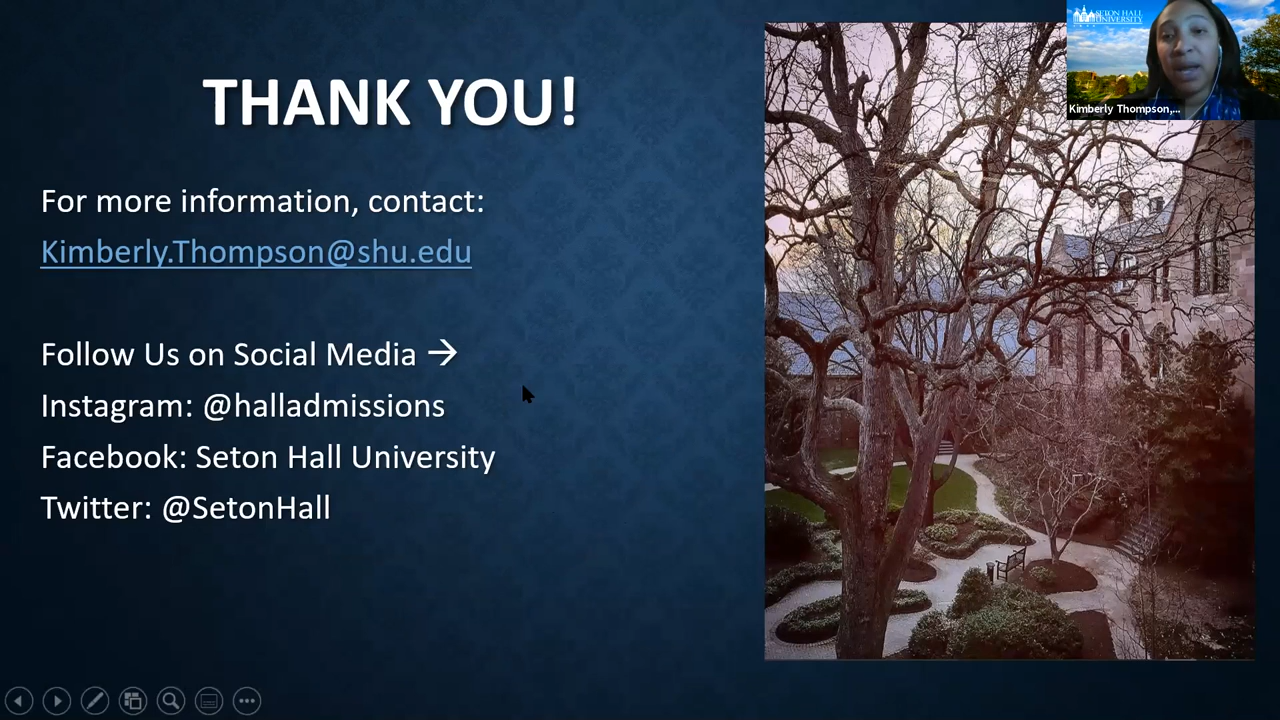 THANK YOU!
For more information, contact:
Kimberly.Thompson@shu.edu
Follow Us on Social Media →
Instagram: @halladmissions
Facebook: Seton Hall University
Twitter: @SetonHall
SETON HALL
UNIVERSITY
Kimberly Thompson,...